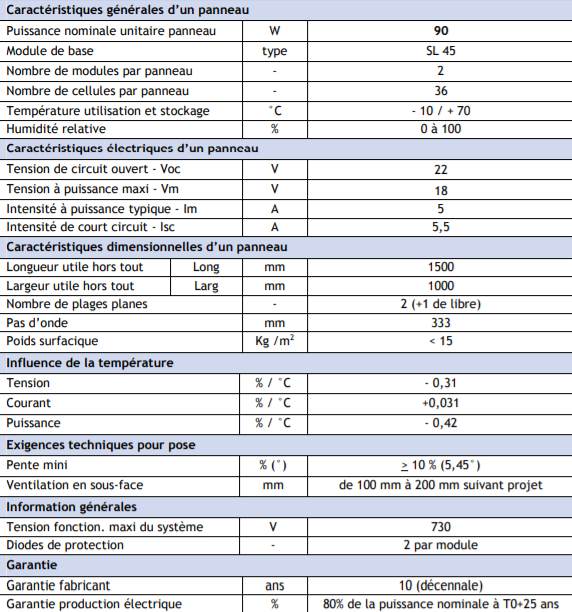 Caractéristiques générales d'un panneau
Puissance nominale unitaire panneau W 90
Module de base type SL 45
Nombre de modules par panneau - 2
Nombre de cellules par panneau - 36
Température utilisation et stockage °C - 10 / + 70
Humidité relative % 0 à 100
Caractéristiques électriques d'un panneau
Tension de circuit ouvert - Voc V 22
Tension à puissance maxi - Vm V 18
Intensité à puissance typique - Im A 5
Intensité de court circuit - Isc A 5,5
Caractéristiques dimensionnelles d'un panneau
Longueur utile hors tout Long mm 1500
Largeur utile hors tout Larg mm 1000
Nombre de plages planes - 2 (+1 de libre)
Pas d'onde mm 333
Poids surfacique Kg /m² < 15
Influence de la température
Tension % / °C - 0,31
Courant % / °C +0,031
Puissance % / °C - 0,42
Exigences techniques pour pose
Pente mini % (°) ≥ 10 % (5,45°)
Ventilation en sous-face mm de 100 mm à 200 mm suivant projet
Information générales
Tension fonction. maxi du système V 730
Diodes de protection - 2 par module
Garantie
Garantie fabricant ans 10 (décennale)
Garantie production électrique % 80% de la puissance nominale à T0+25 ans